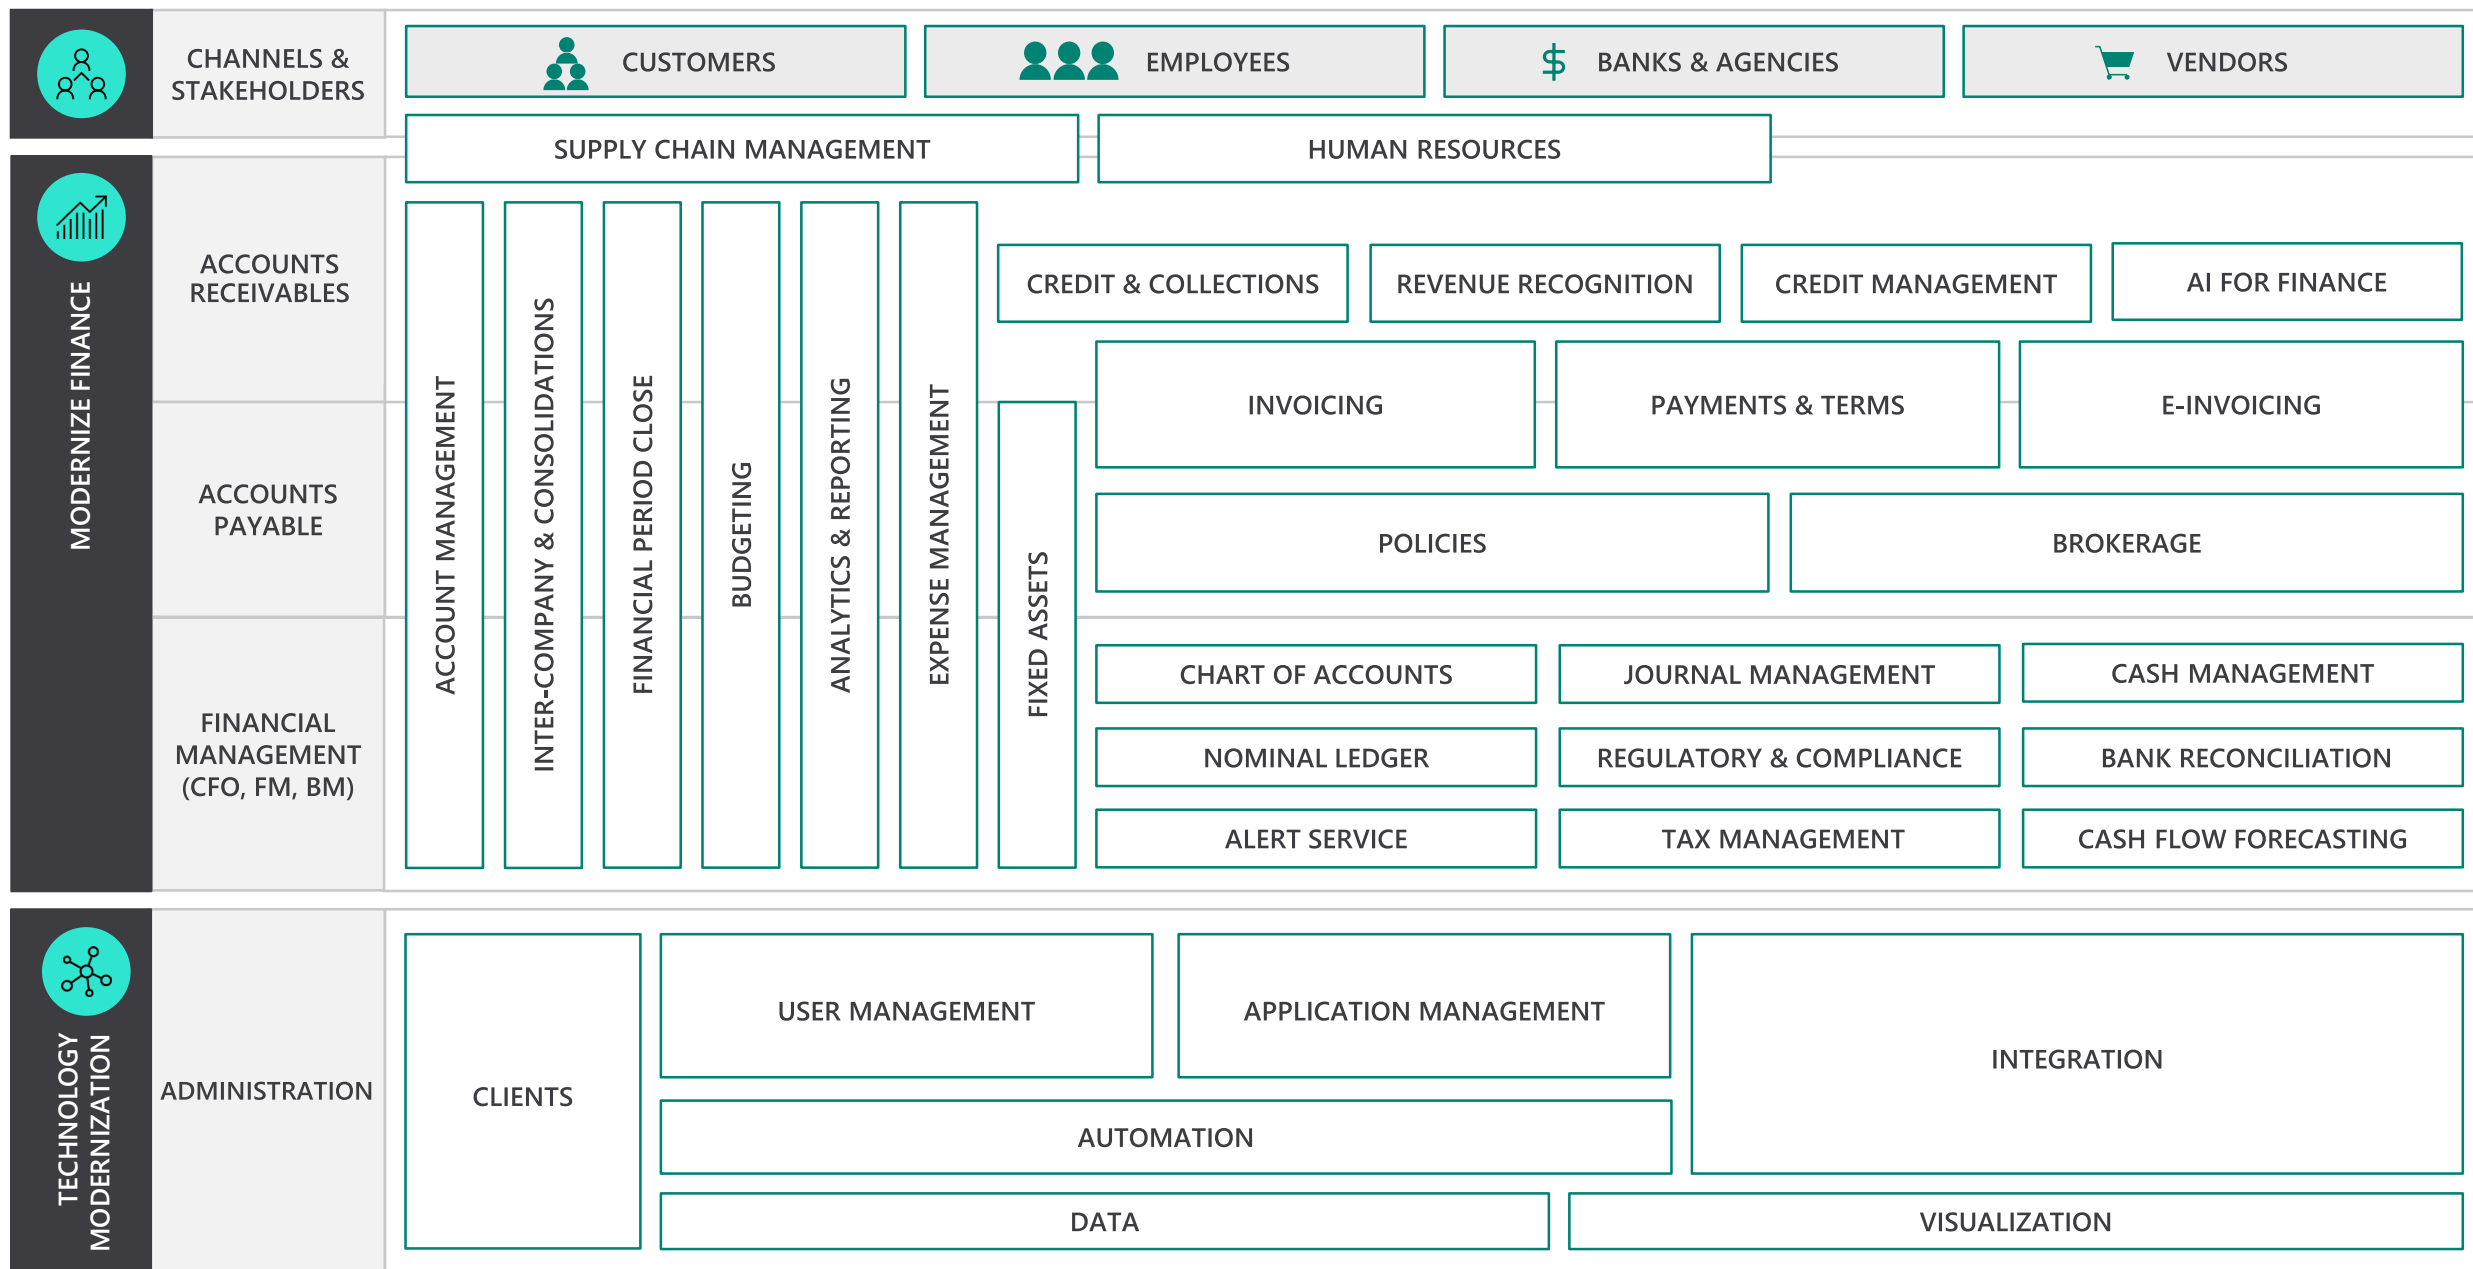 CHANNELS &
STAKEHOLDERS
CUSTOMERS
EMPLOYEES
BANKS & AGENCIES
VENDORS
SUPPLY CHAIN MANAGEMENT
HUMAN RESOURCES
MODERNIZE FINANCE
ACCOUNTS
RECEIVABLES
ACCOUNTS
PAYABLE
FINANCIAL
MANAGEMENT
(CFO, FM, BM)
ACCOUNT MANAGEMENT
INTER-COMPANY & CONSOLIDATIONS
FINANCIAL PERIOD CLOSE
BUDGETING
ANALYTICS & REPORTING
EXPENSE MANAGEMENT
FIXED ASSETS
CREDIT & COLLECTIONS
REVENUE RECOGNITION
CREDIT MANAGEMENT
AI FOR FINANCE
INVOICING
PAYMENTS & TERMS
E-INVOICING
POLICIES
BROKERAGE
CHART OF ACCOUNTS
JOURNAL MANAGEMENT
CASH MANAGEMENT
NOMINAL LEDGER
REGULATORY & COMPLIANCE
BANK RECONCILIATION
ALERT SERVICE
TAX MANAGEMENT
CASH FLOW FORECASTING
TECHNOLOGY
MODERNIZATION
ADMINISTRATION
CLIENTS
USER MANAGEMENT
APPLICATION MANAGEMENT
INTEGRATION
AUTOMATION
DATA
VISUALIZATION